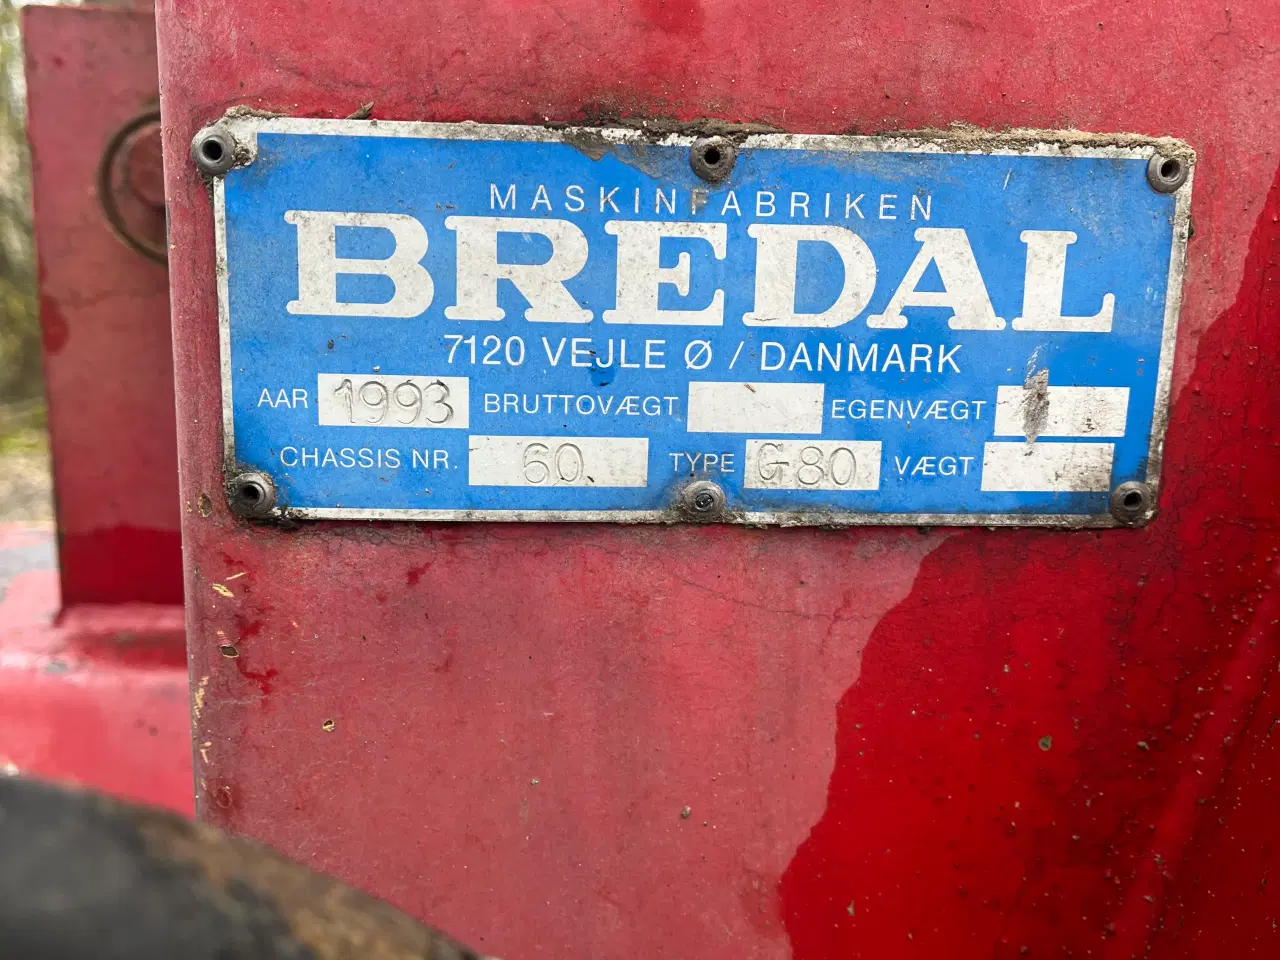 MASKINFABRIKEN
BREDAL
7120 VEJLE Ø / DANMARK
AAR 1993 BRUTTOVÆGT EGENVÆGT
CHASSIS NR. 60 TYPE G80 VÆGT